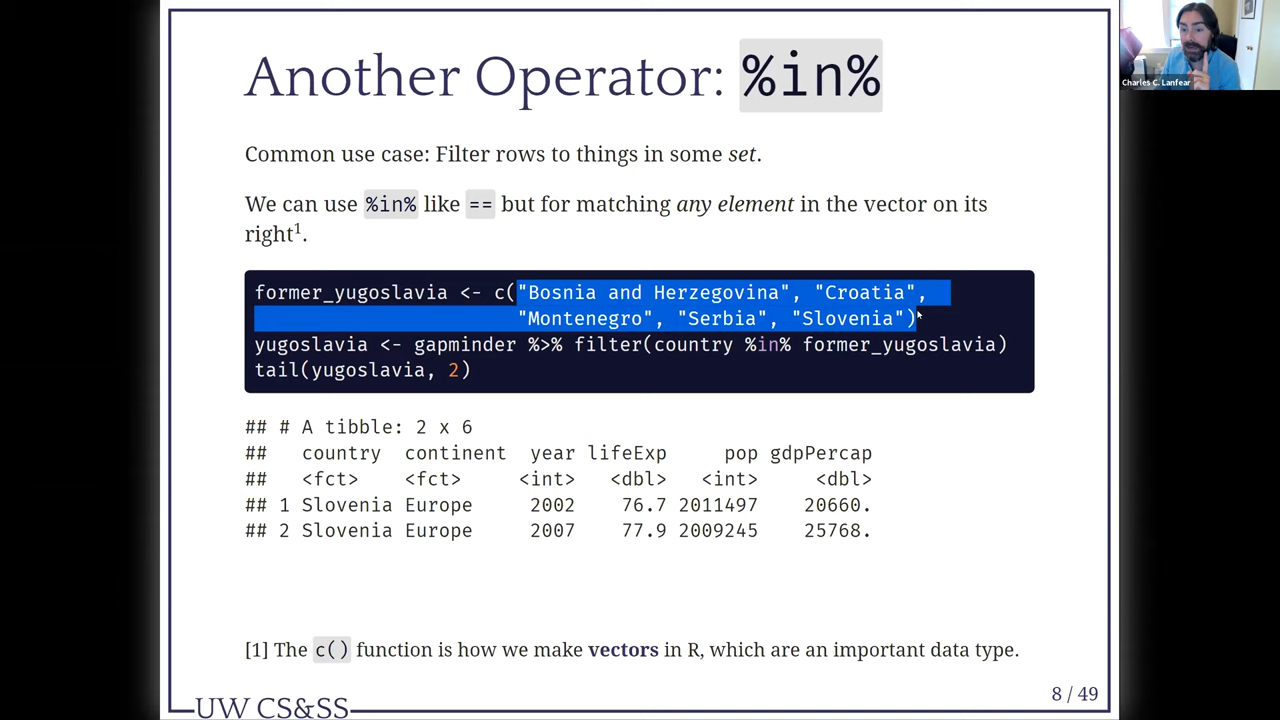 Another Operator: %in%
Charles C. Lanfear
Common use case: Filter rows to things in some set.
We can use %in% like == but for matching any element in the vector on its
right1.
former_yugoslavia <- c("Bosnia and Herzegovina", "Croatia",
"Montenegro", "Serbia", "Slovenia")
yugoslavia <- gapminder %>% filter(country %in% former_yugoslavia)
tail(yugoslavia, 2)
## # A tibble: 2 x 6
## country continent year lifeExp pop gdpPercap
## <fct> <fct> <int> <dbl> <int> <dbl>
## 1 Slovenia Europe 2002 76.7 2011497 20660.
## 2 Slovenia Europe 2007 77.9 2009245 25768.
[1] The c() function is how we make vectors in R, which are an important data type.
8 / 49
UW CS&SS